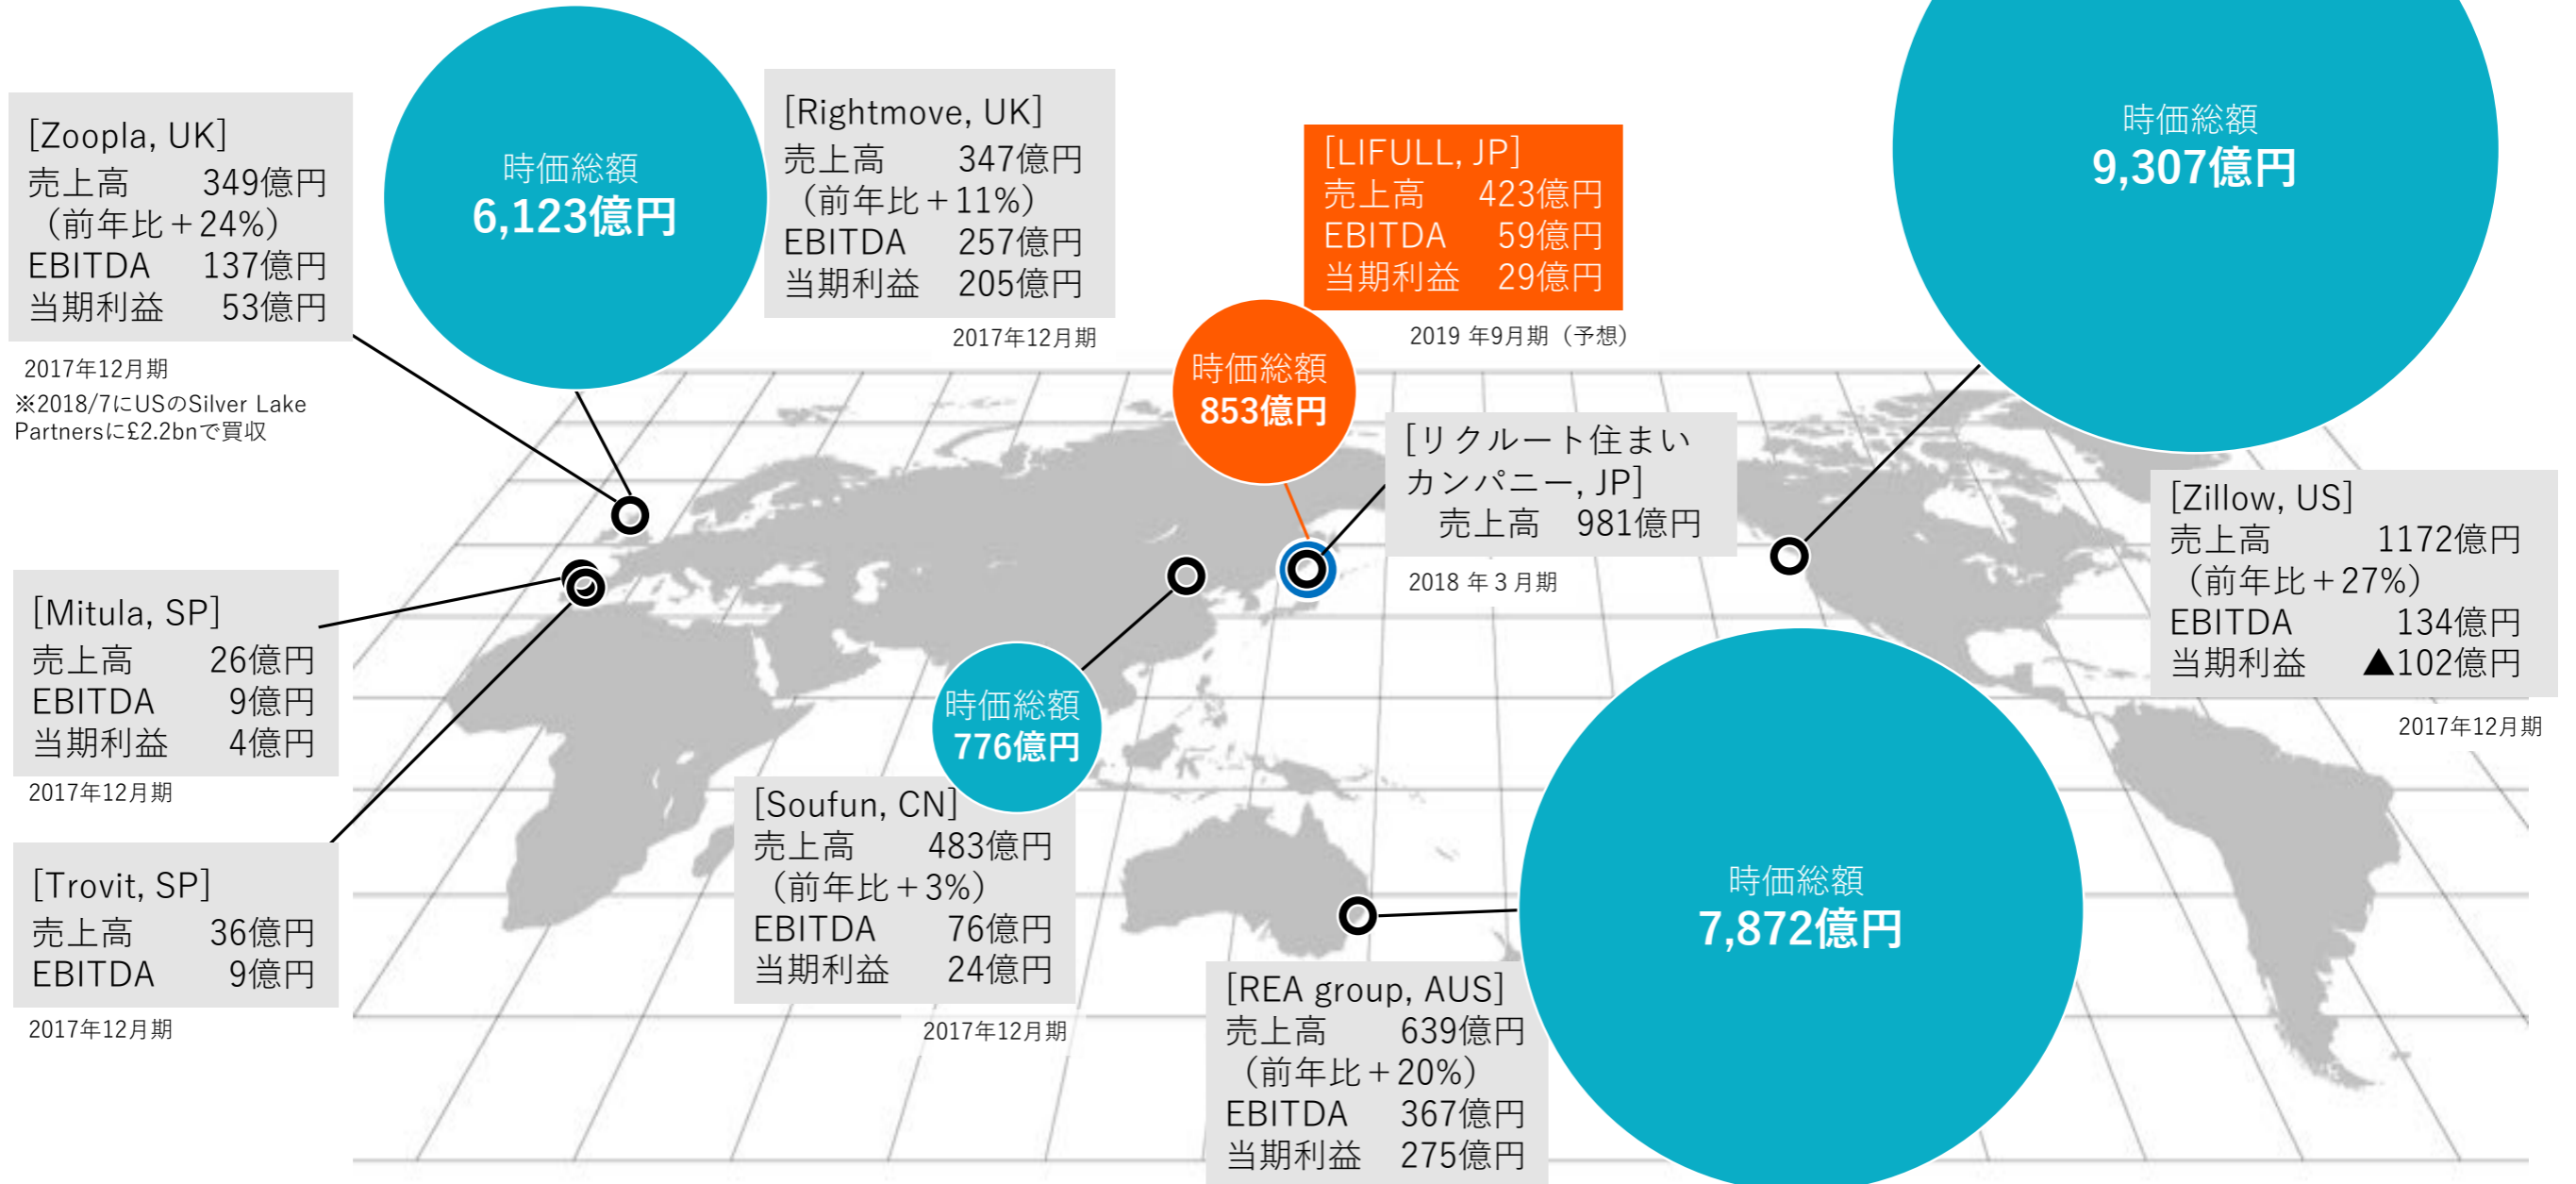 [Zoopla, UK]
売上高 349億円
（前年比＋24%）
EBITDA 137億円
当期利益 53億円
2017年12月期
※2018/7にUSのSilver Lake
Partnersに£2.2bnで買収
時価総額
6,123億円
[Rightmove, UK]
売上高 347億円
（前年比＋11%）
EBITDA 257億円
当期利益 205億円
2017年12月期
[LIFULL, JP]
売上高 423億円
EBITDA 59億円
当期利益 29億円
2019 年9月期（予想）
時価総額
853億円
[リクルート住まい
カンパニー, JP]
売上高 981億円
2018 年３月期
時価総額
9,307億円
[Zillow, US]
売上高 1172億円
（前年比＋27%）
EBITDA 134億円
当期利益 ▲102億円
2017年12月期
[Mitula, SP]
売上高 26億円
EBITDA 9億円
当期利益 4億円
2017年12月期
[Trovit, SP]
売上高 36億円
EBITDA 9億円
2017年12月期
時価総額
776億円
[Soufun, CN]
売上高 483億円
（前年比＋3%）
EBITDA 76億円
当期利益 24億円
2017年12月期
時価総額
7,872億円
[REA group, AUS]
売上高 639億円
（前年比＋20%）
EBITDA 367億円
当期利益 275億円